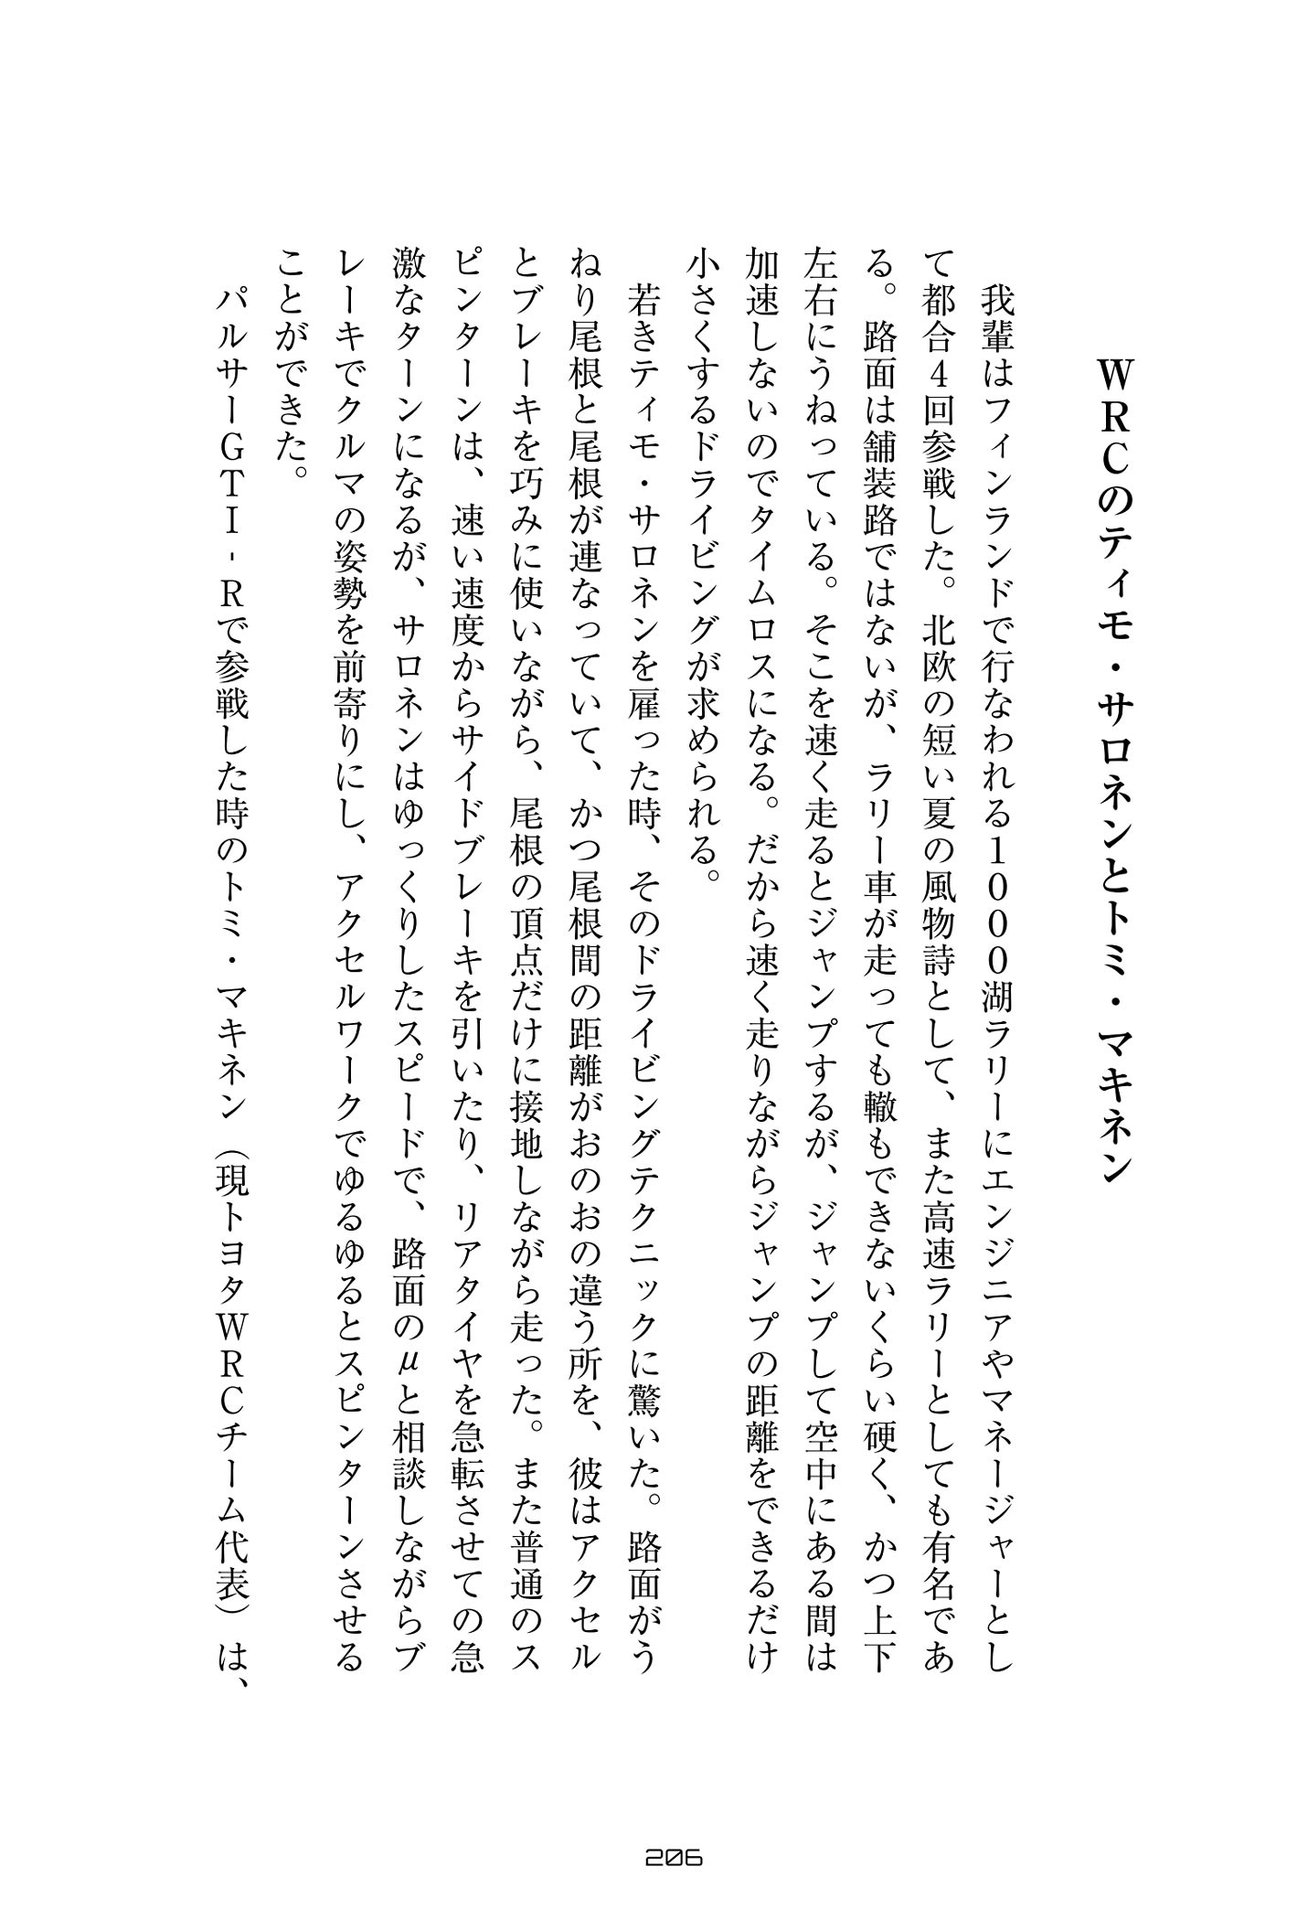 WRCのティモ・サロネンとトミ・マキネン
我輩はフィンランドで行なわれる1000湖ラリーにエンジニアやマネージャーとし
て都合4回参戦した。北欧の短い夏の風物詩として、また高速ラリーとしても有名であ
る。路面は舗装路ではないが、ラリー車が走っても轍もできないくらい硬く、かつ上下
左右にうねっている。そこを速く走るとジャンプするが、ジャンプして空中にある間は
加速しないのでタイムロスになる。だから速く走りながらジャンプの距離をできるだけ
小さくするドライビングが求められる。
若きティモ・サロネンを雇った時、そのドライビングテクニックに驚いた。路面がう
ねり尾根と尾根が連なっていて、かつ尾根間の距離がおのおの違う所を、彼はアクセル
とブレーキを巧みに使いながら、尾根の頂点だけに接地しながら走った。また普通のス
ピンターンは、速い速度からサイドブレーキを引いたり、リアタイヤを急転させての急
激なターンになるが、サロネンはゆっくりしたスピードで、路面のμと相談しながらブ
レーキでクルマの姿勢を前寄りにし、アクセルワークでゆるゆるとスピンターンさせる
ことができた。
パルサーGTI-Rで参戦した時のトミ・マキネン（現トヨタWRCチーム代表）は、
206